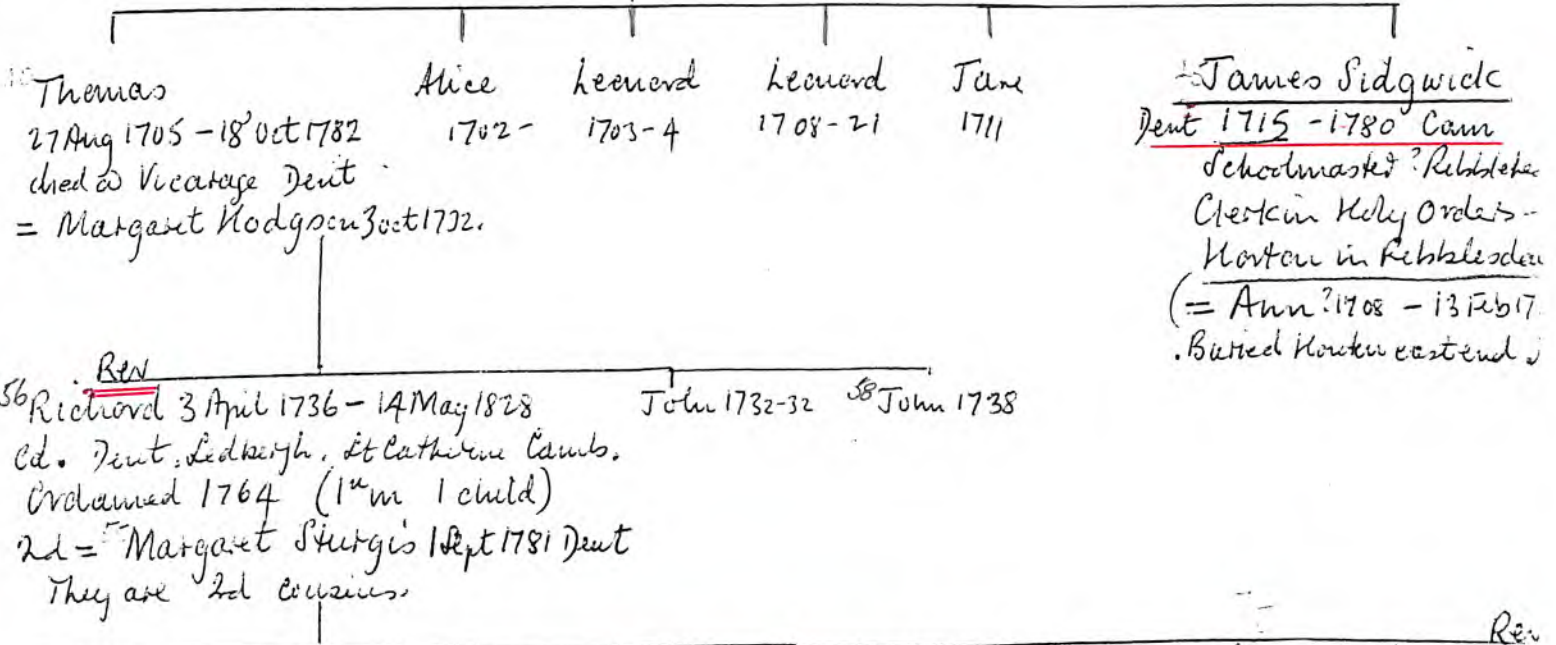 Thomas
27 Aug 1705 - 18 Oct 1782
died @ Vicarage Dent
= Margaret Hodgson 3 oct 1732.
Alice
1702-
Leonard
1703-4
Leonard
1708-21
Jane
1711
James Sidgwick
Dent 1715 - 1780 Cam
Schoolmaster ? Ribblehe
Clerk in Holy Orders -
Horton in Ribblesda
(= Ann ? 1708 - 13 Feb 17
. Buried east end
Rev
56 Richard 3 April 1736 - 14 May 1828
Ed. Dent, Sedbergh, St Catherine Camb.
Ordained 1764 (1st m 1 child)
2d = Margaret Sturgis 1 Sept 1781 Dent
They are 2d cousins.
John 1732-32
58 John 1738
Rev